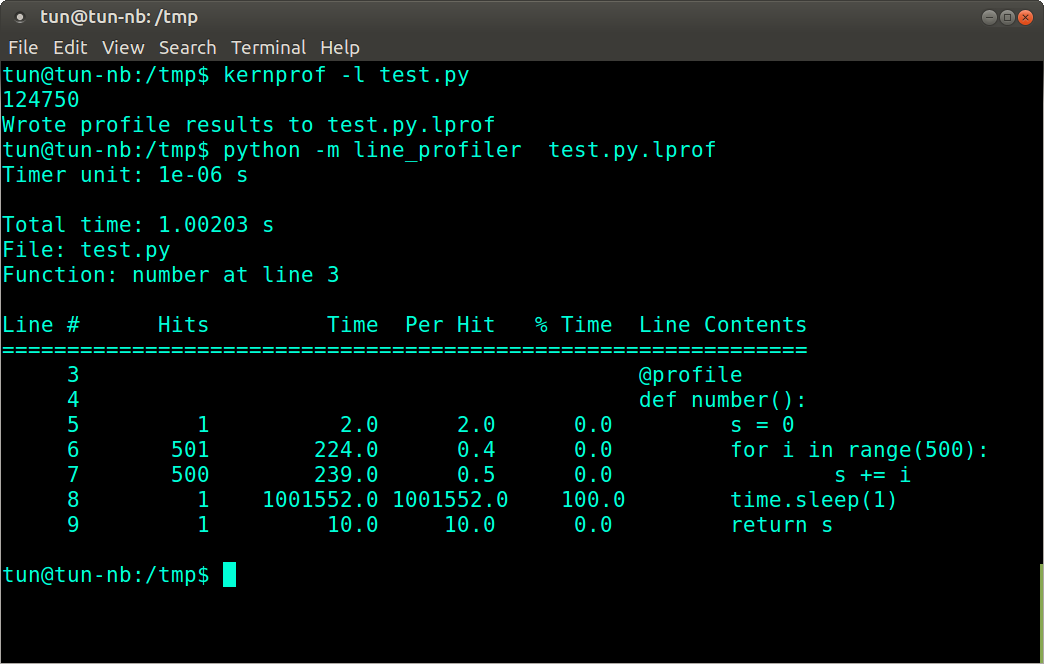 tun@tun-nb: /tmp
File Edit View Search Terminal Help
tun@tun-nb:/tmp$ kernprof -l test.py
124750
Wrote profile results to test.py.lprof
tun@tun-nb:/tmp$ python -m line_profiler  test.py.lprof
Timer unit: 1e-06 s
Total time: 1.00203 s
File: test.py
Function: number at line 3
Line #      Hits         Time  Per Hit   % Time  Line Contents
==============================================================
     3                                           @profile
     4                                           def number():
     5         1          2.0      2.0      0.0         s = 0
     6       501        224.0      0.4      0.0         for i in range(500):
     7       500        239.0      0.5      0.0                 s += i
     8         1    1001552.0 1001552.0    100.0        time.sleep(1)
     9         1         10.0     10.0      0.0         return s
tun@tun-nb:/tmp$